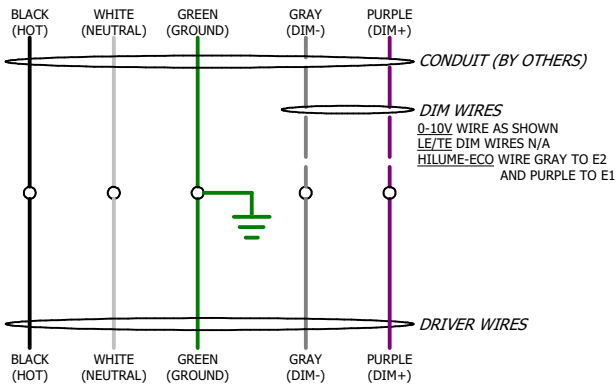 BLACK WHITE GREEN GRAY PURPLE
(HOT) (NEUTRAL) (GROUND) (DIM-) (DIM+)
CONDUIT (BY OTHERS)
DIM WIRES
0-10V WIRE AS SHOWN
LE/TE DIM WIRES N/A
HILUME-ECO WIRE GRAY TO E2
AND PURPLE TO E1
DRIVER WIRES
BLACK WHITE GREEN GRAY PURPLE
(HOT) (NEUTRAL) (GROUND) (DIM-) (DIM+)